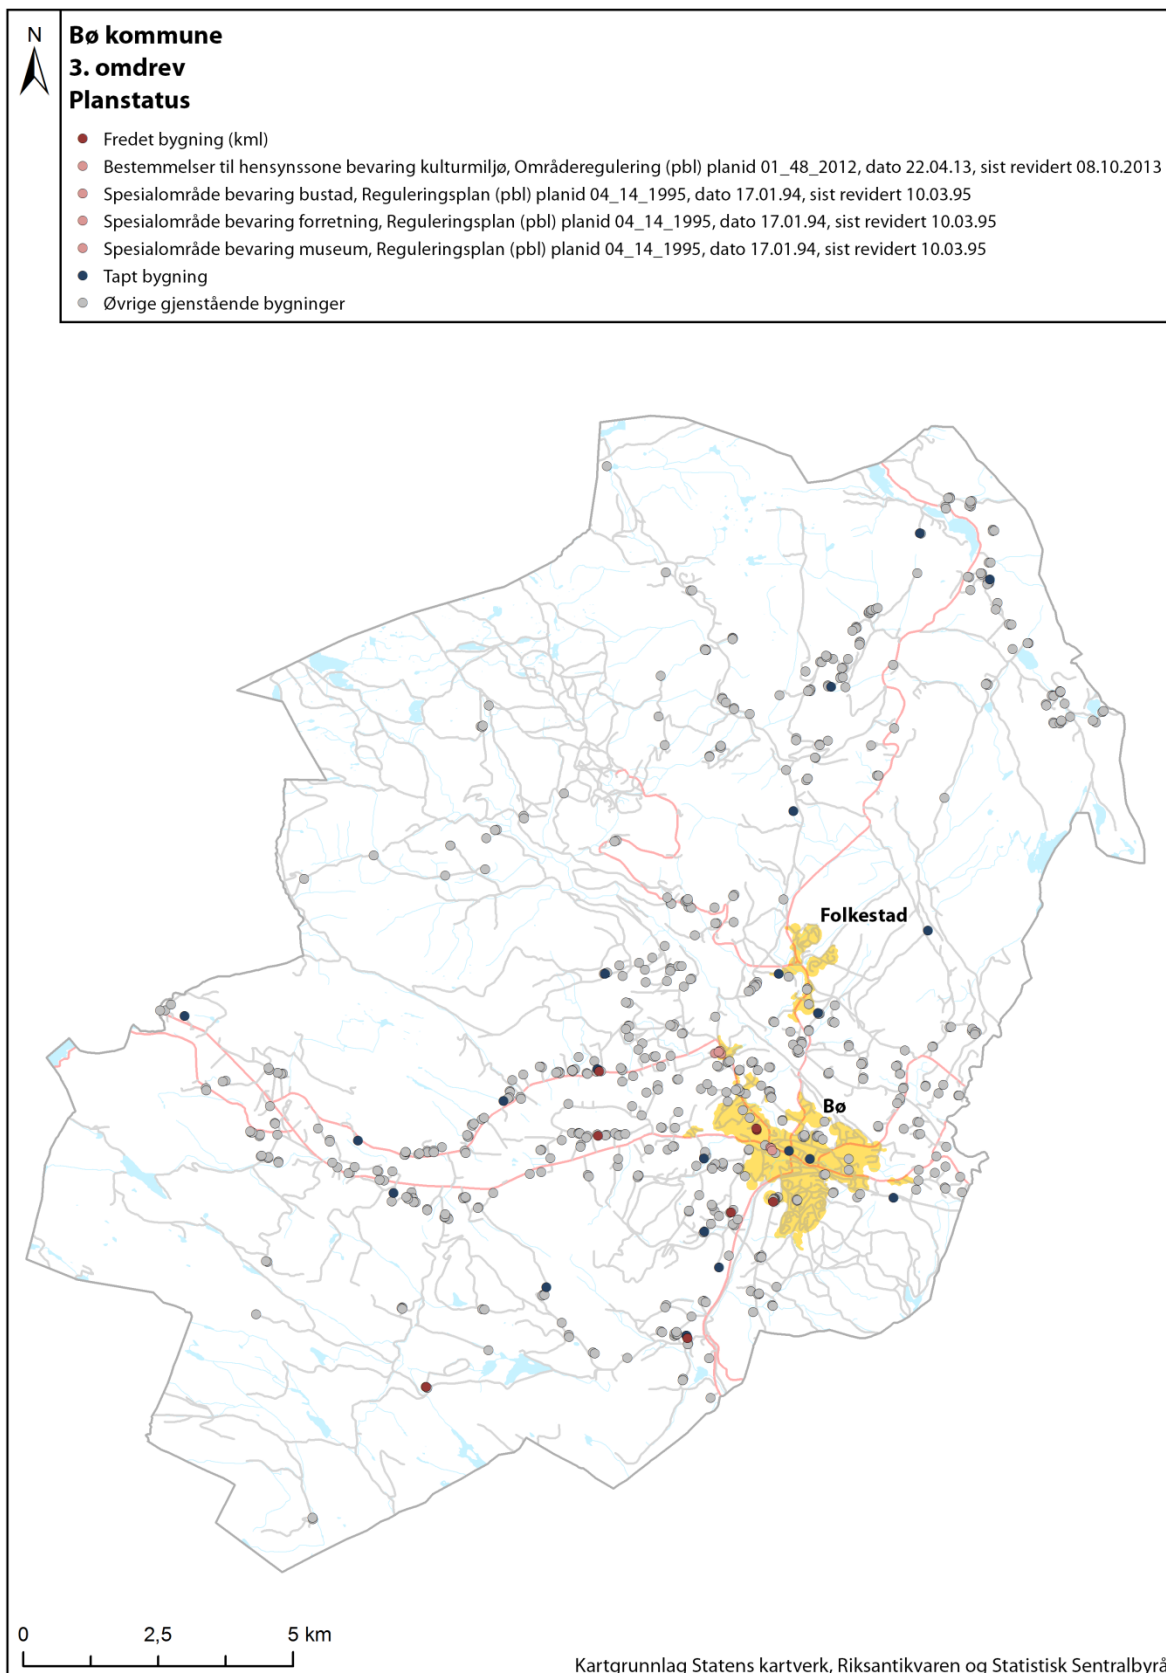 N
Bø kommune
3. omdrev
Planstatus
Fredet bygning (kml)
Bestemmelser til hensynssone bevaring kulturmiljø, Områderegulering (pbl) planid 01_48_2012, dato 22.04.13, sist revidert 08.10.2013
Spesialområde bevaring bustad, Reguleringsplan (pbl) planid 04_14_1995, dato 17.01.94, sist revidert 10.03.95
Spesialområde bevaring forretning, Reguleringsplan (pbl) planid 04_14_1995, dato 17.01.94, sist revidert 10.03.95
Spesialområde bevaring museum, Reguleringsplan (pbl) planid 04_14_1995, dato 17.01.94, sist revidert 10.03.95
Tapt bygning
Øvrige gjenstående bygninger
Folkestad
Bø
0 2,5 5 km
Kartgrunnlag Statens kartverk, Riksantikvaren og Statistisk Sentralbyrå